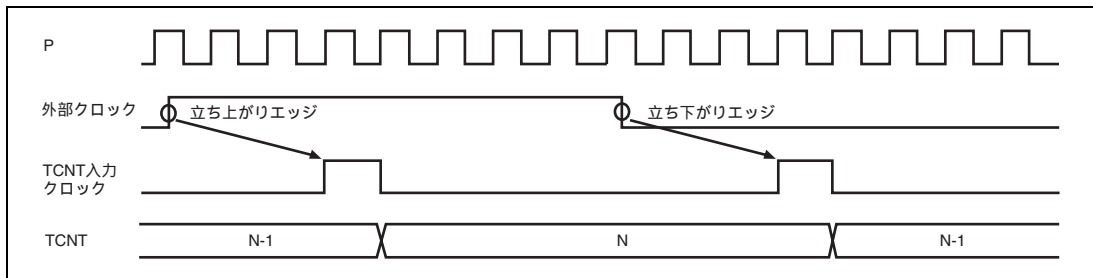 P
外部クロック
立ち上がりエッジ
立ち下がりエッジ
TCNT入力
クロック
TCNT
N-1
N
N-1